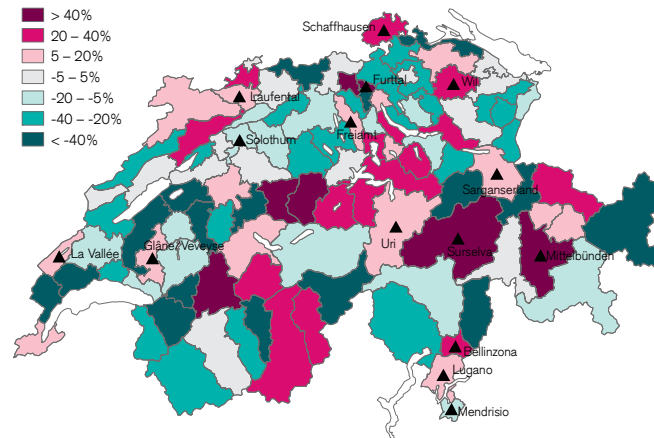 > 40%
20 – 40%
5 – 20%
-5 – 5%
-20 – -5%
-40 – -20%
< -40%
Schaffhausen
Furttal
Wil
Laufental
Freiamt
Solothurn
Sarganserland
Uri
Surselva
Mittelbünden
La Vallée
Glâne/Veveyse
Bellinzona
Lugano
Mendrisio